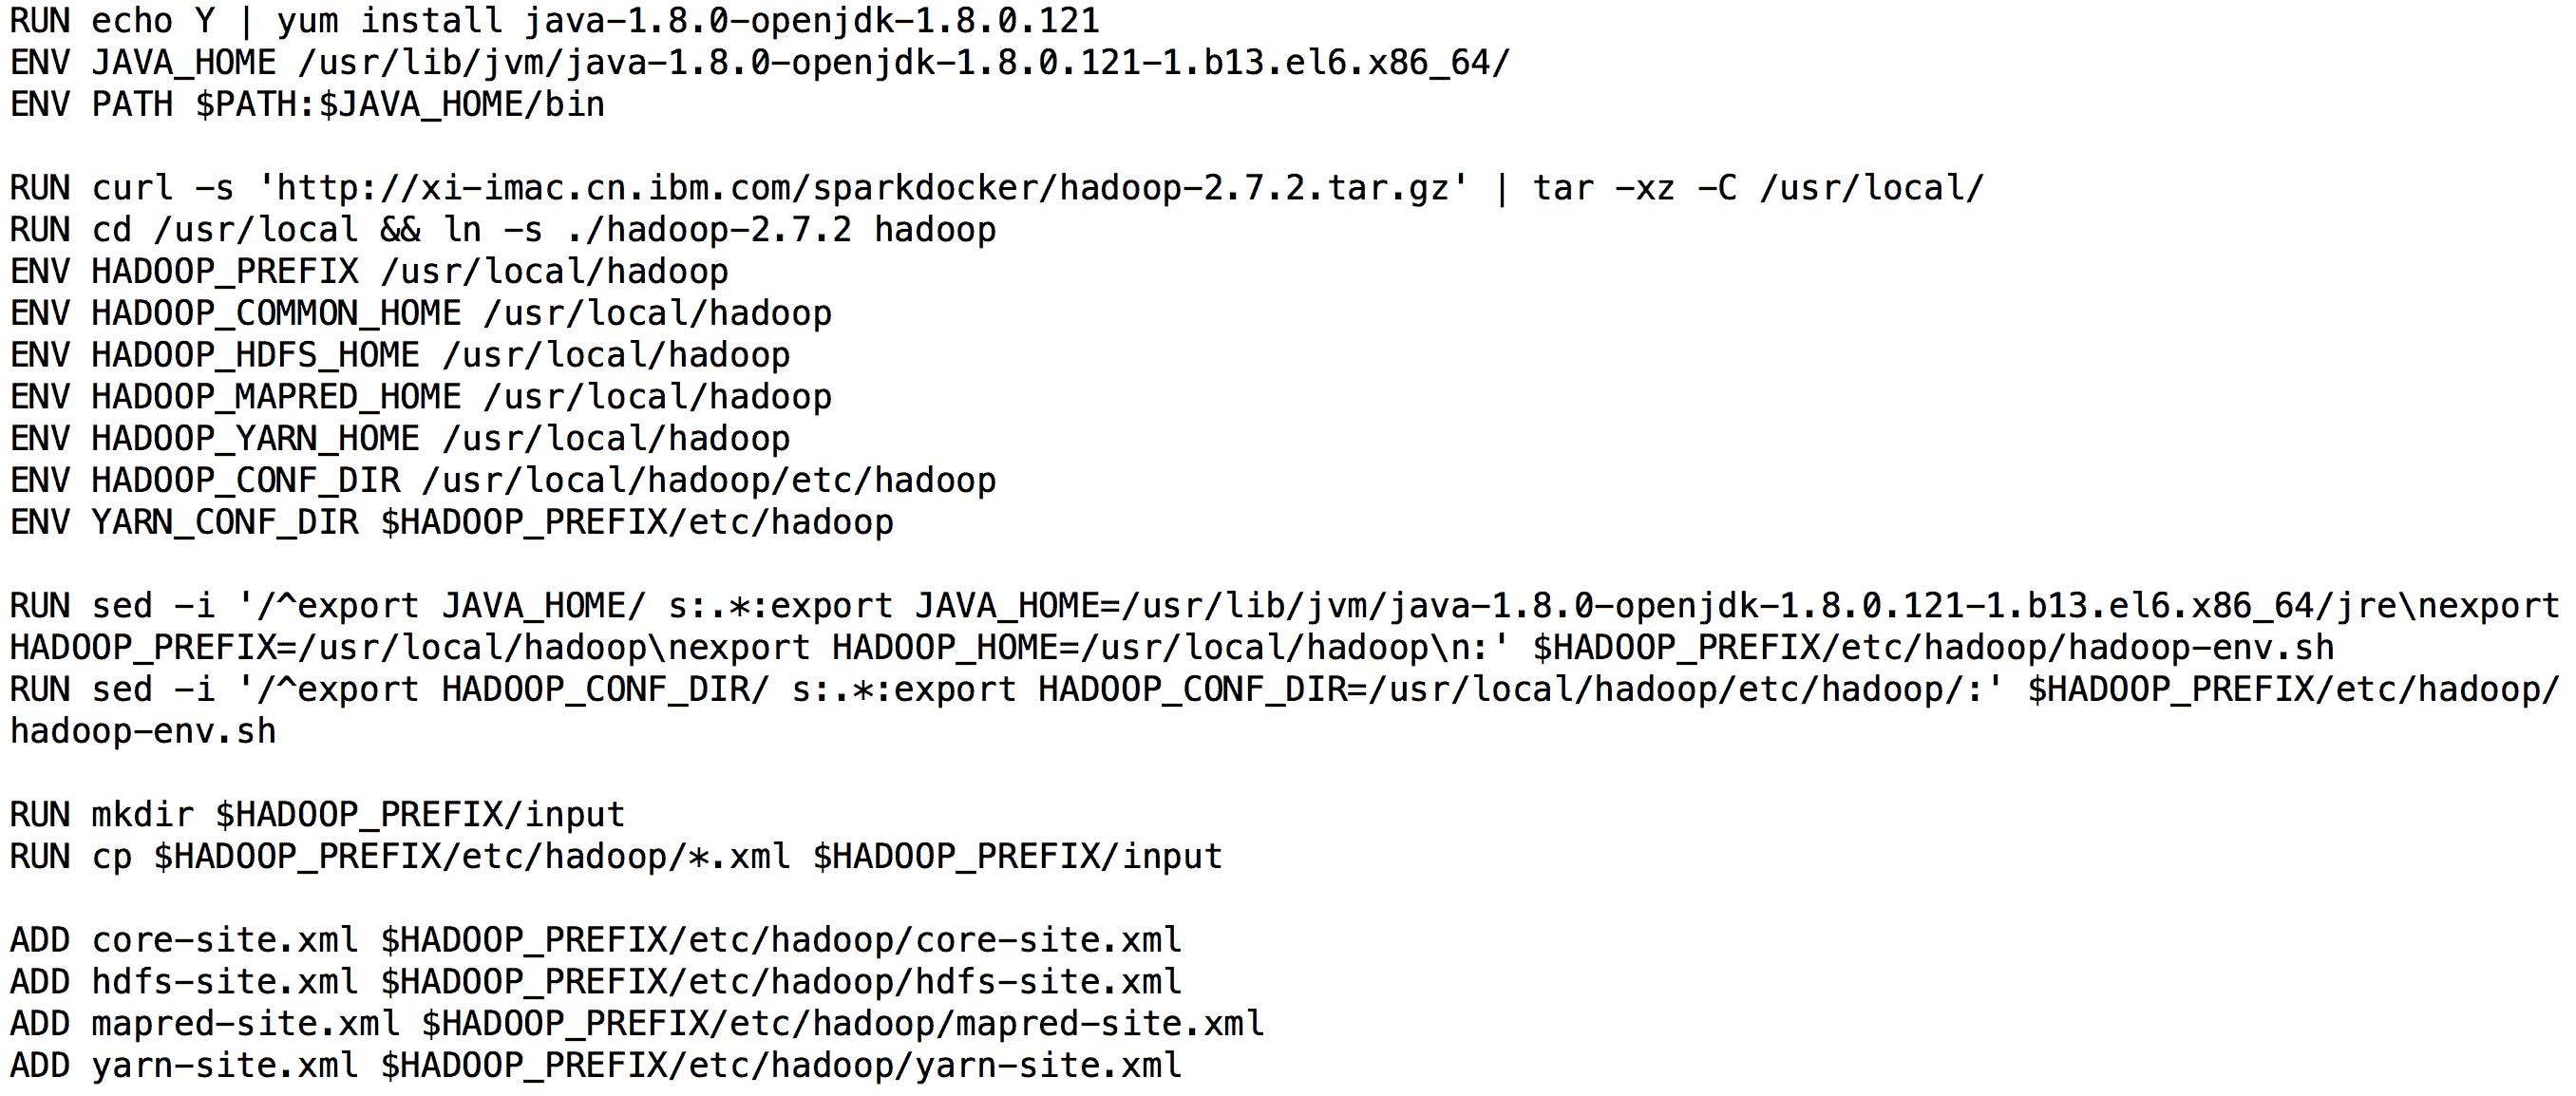 RUN echo Y | yum install java-1.8.0-openjdk-1.8.0.121
ENV JAVA_HOME /usr/lib/jvm/java-1.8.0-openjdk-1.8.0.121-1.b13.el6.x86_64/
ENV PATH $PATH:$JAVA_HOME/bin
RUN curl -s 'http://xi-imac.cn.ibm.com/sparkdocker/hadoop-2.7.2.tar.gz' | tar -xz -C /usr/local/
RUN cd /usr/local && ln -s ./hadoop-2.7.2 hadoop
ENV HADOOP_PREFIX /usr/local/hadoop
ENV HADOOP_COMMON_HOME /usr/local/hadoop
ENV HADOOP_HDFS_HOME /usr/local/hadoop
ENV HADOOP_MAPRED_HOME /usr/local/hadoop
ENV HADOOP_YARN_HOME /usr/local/hadoop
ENV HADOOP_CONF_DIR /usr/local/hadoop/etc/hadoop
ENV YARN_CONF_DIR $HADOOP_PREFIX/etc/hadoop
RUN sed -i '/^export JAVA_HOME/ s:.*:export JAVA_HOME=/usr/lib/jvm/java-1.8.0-openjdk-1.8.0.121-1.b13.el6.x86_64/jre\nexport
HADOOP_PREFIX=/usr/local/hadoop\nexport HADOOP_HOME=/usr/local/hadoop\n:' $HADOOP_PREFIX/etc/hadoop/hadoop-env.sh
RUN sed -i '/^export HADOOP_CONF_DIR/ s:.*:export HADOOP_CONF_DIR=/usr/local/hadoop/etc/hadoop/:' $HADOOP_PREFIX/etc/hadoop/
hadoop-env.sh
RUN mkdir $HADOOP_PREFIX/input
RUN cp $HADOOP_PREFIX/etc/hadoop/*.xml $HADOOP_PREFIX/input
ADD core-site.xml $HADOOP_PREFIX/etc/hadoop/core-site.xml
ADD hdfs-site.xml $HADOOP_PREFIX/etc/hadoop/hdfs-site.xml
ADD mapred-site.xml $HADOOP_PREFIX/etc/hadoop/mapred-site.xml
ADD yarn-site.xml $HADOOP_PREFIX/etc/hadoop/yarn-site.xml